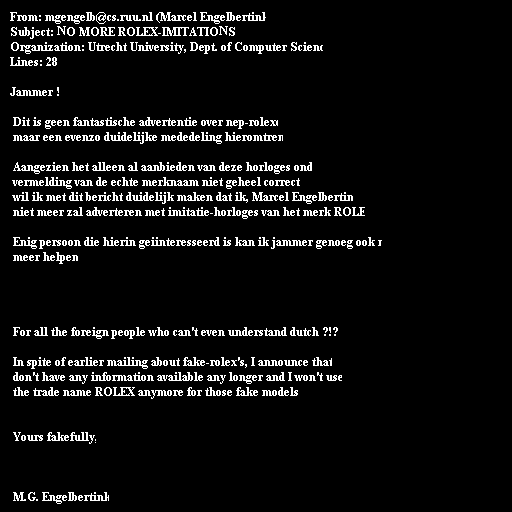 From: mgengelb@cs.ruu.nl (Marcel Engelbertink
Subject: NO MORE ROLEX-IMITATIONS
Organization: Utrecht University, Dept. of Computer Scienc
Lines: 28
Jammer !
Dit is geen fantastische advertentie over nep-rolex
maar een evenzo duidelijke mededeling hieromtren
Aangezien het alleen al aanbieden van deze horloges ond
vermelding van de echte merknaam niet geheel correct
wil ik met dit bericht duidelijk maken dat ik, Marcel Engelbertin
niet meer zal adverteren met imitatie-horloges van het merk ROLE
Enig persoon die hierin geiinteresseerd is kan ik jammer genoeg ook
meer helpen
For all the foreign people who can't even understand dutch ?!?
In spite of earlier mailing about fake-rolex's, I announce that
don't have any information available any longer and I won't use
the trade name ROLEX anymore for those fake models
Yours fakefully,
M.G. Engelbertink